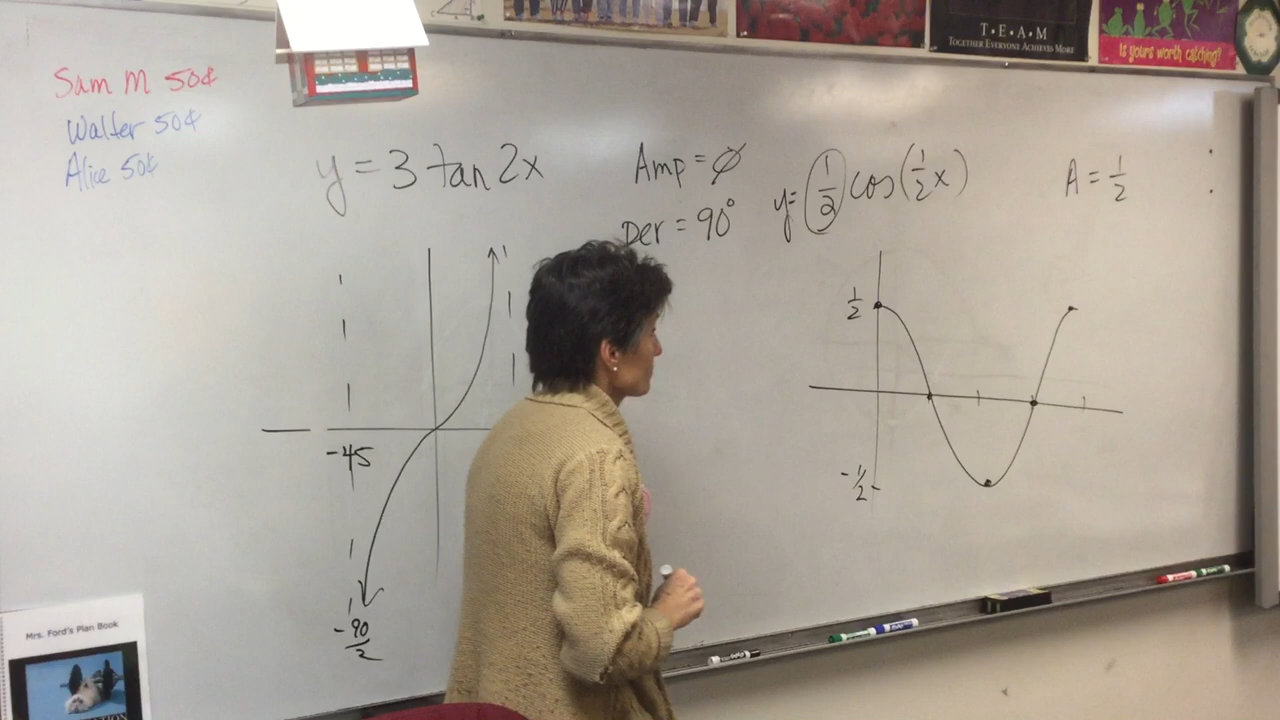 T·E·A·M
TOGETHER EVERYONE ACHIEVES MORE
Is yours worth catching?
Sam M 50¢
Walter 50¢
Alice 50¢
y = 3 tan 2x
Amp = ∅
Per = 90°
y = 1/2 cos(1/2 x)
A = 1/2
-45
-90/2
1/2
-1/2
Mrs. Ford's Plan Book